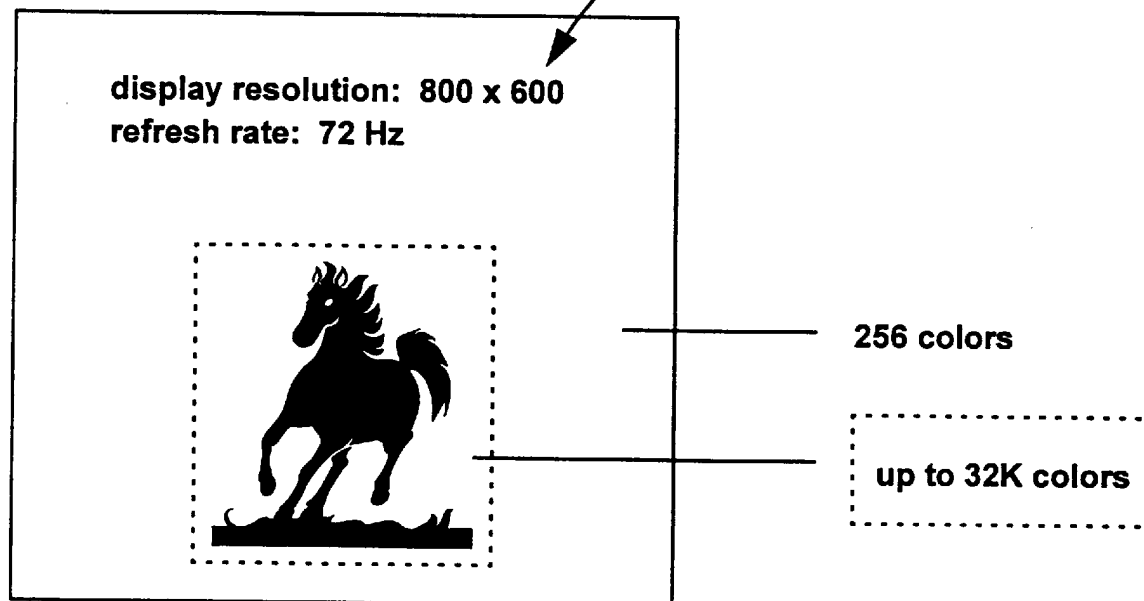 display resolution: 800 x 600
refresh rate: 72 Hz
256 colors
up to 32K colors